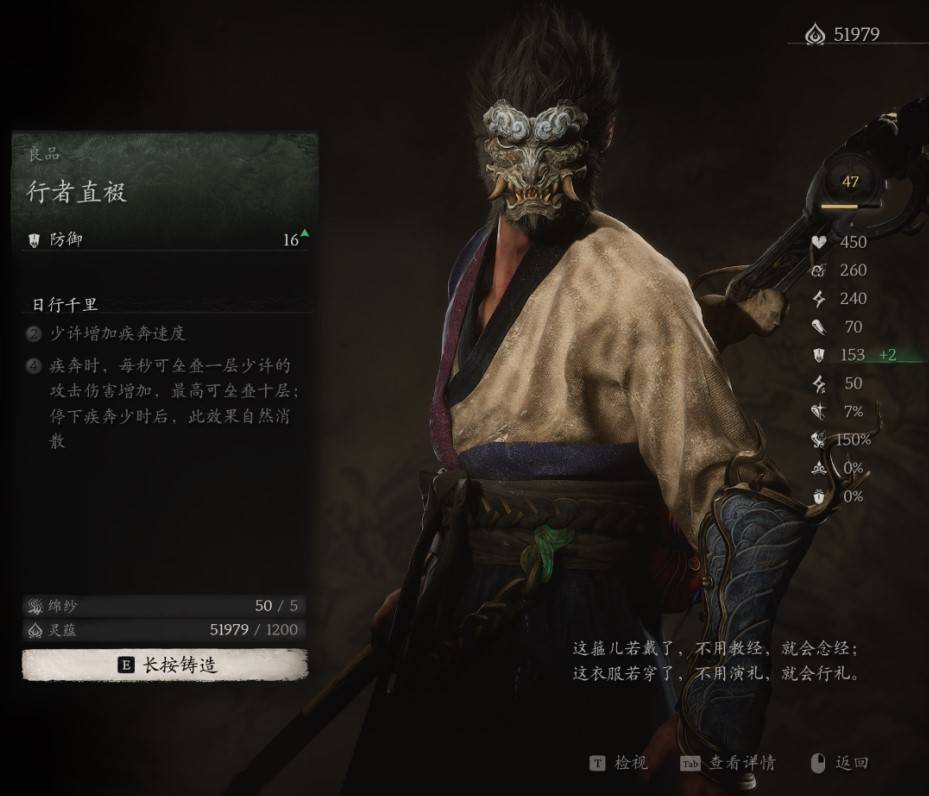 51979
良品
行者直裰
防御 16
日行千里
2 少许增加疾奔速度
4 疾奔时，每秒可垒叠一层少许的
攻击伤害增加，最高可垒叠十层；
停下疾奔少时后，此效果自然消
散
绵纱 50 / 5
灵蕴 51979 / 1200
E 长按铸造
47
450
260
240
70
153 +2
50
7%
150%
0%
0%
这箍儿若戴了，不用教经，就会念经；
这衣服若穿了，不用演礼，就会行礼。
T 检视 Tab 查看详情 返回